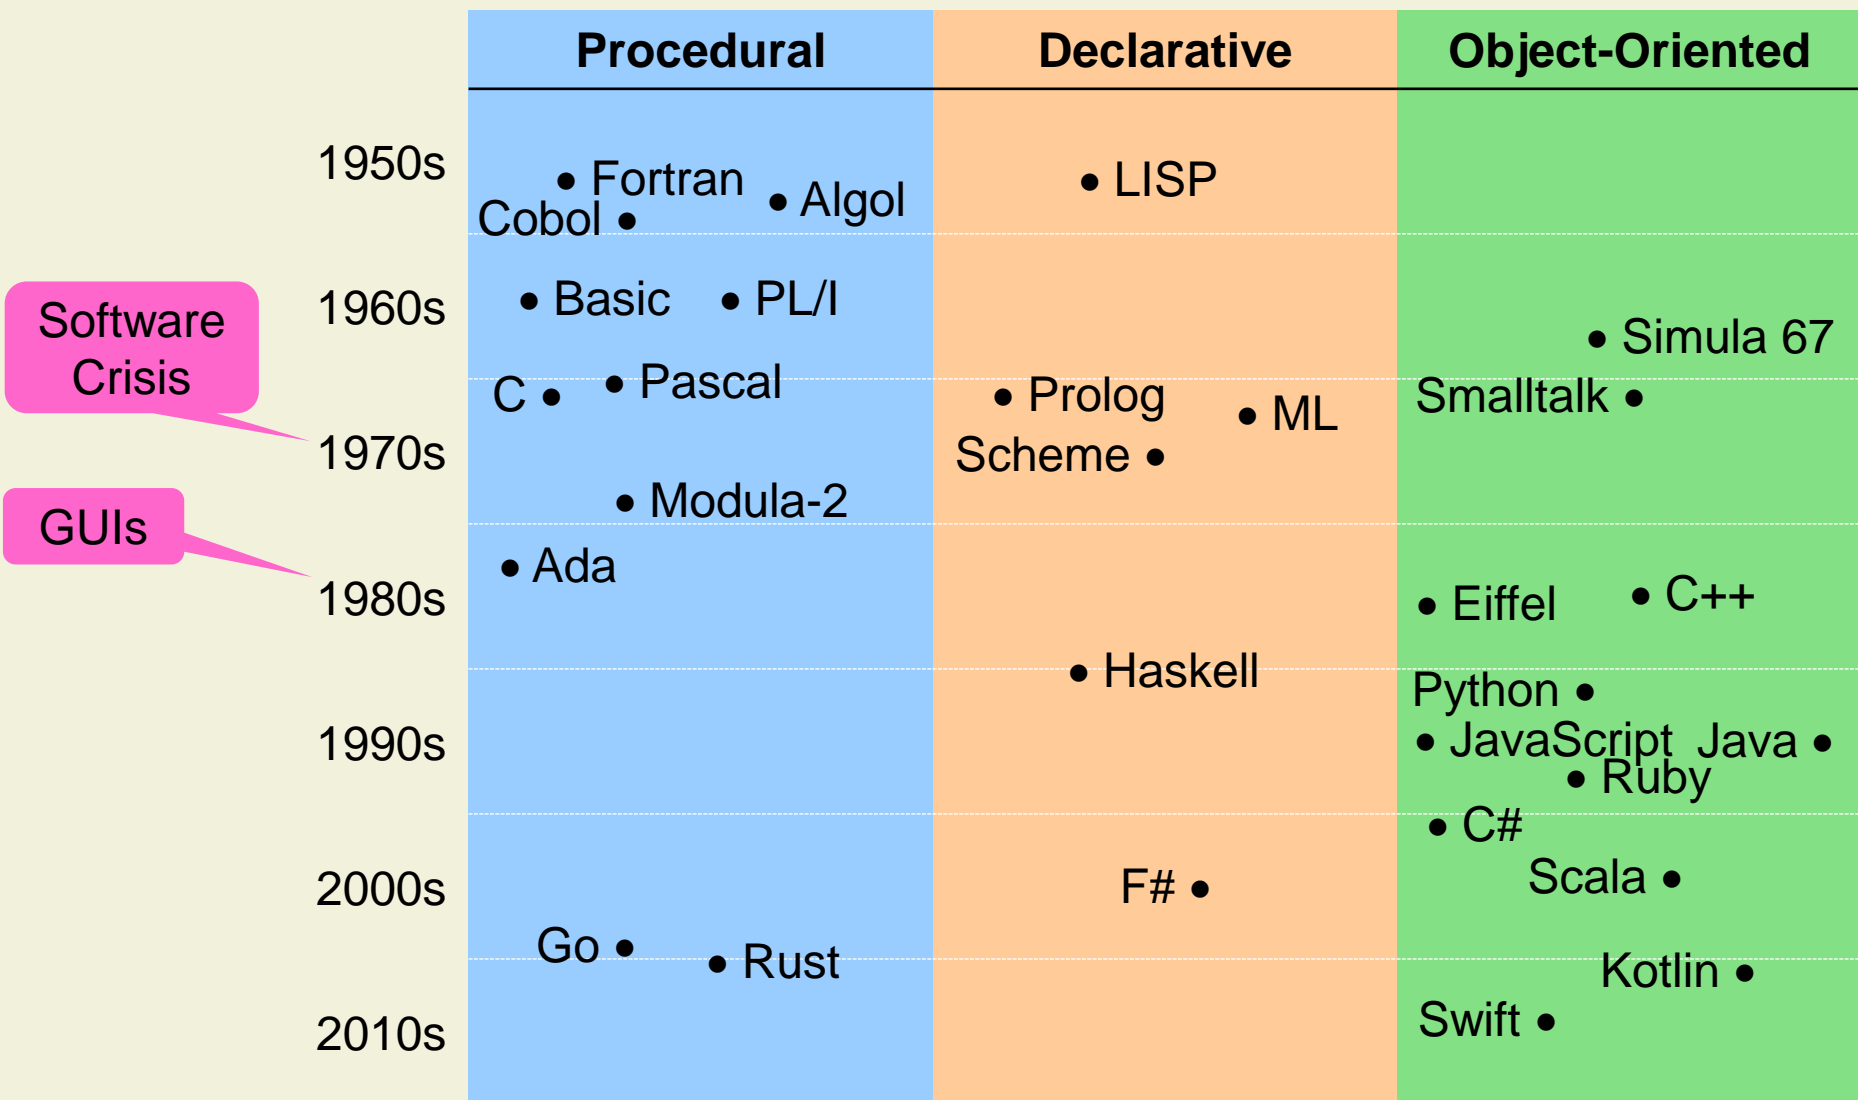 Procedural Declarative Object-Oriented
1950s
Fortran
LISP
Algol
Cobol
Software
Crisis
1960s
Basic
PL/I
Simula 67
C
Pascal
Prolog
Smalltalk
ML
1970s
Scheme
Modula-2
GUIs
Ada
1980s
Eiffel
C++
Haskell
Python
1990s
JavaScript
Java
Ruby
C#
2000s
F#
Scala
Go
Rust
Kotlin
2010s
Swift